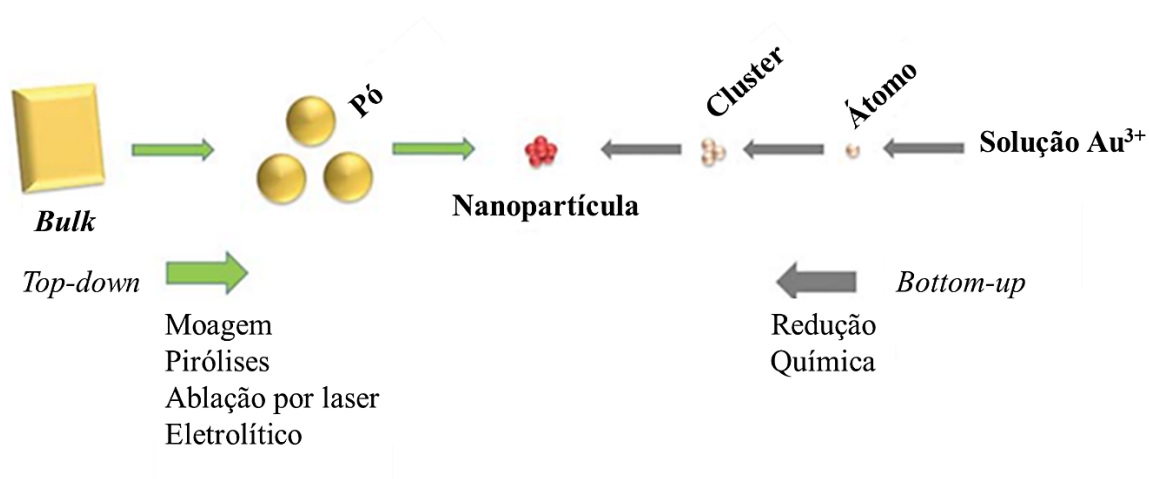 Pó
Cluster
Átomo
Solução Au³⁺
Bulk
Nanopartícula
Top-down
Bottom-up
Moagem
Pirólises
Ablação por laser
Eletrolítico
Redução
Química